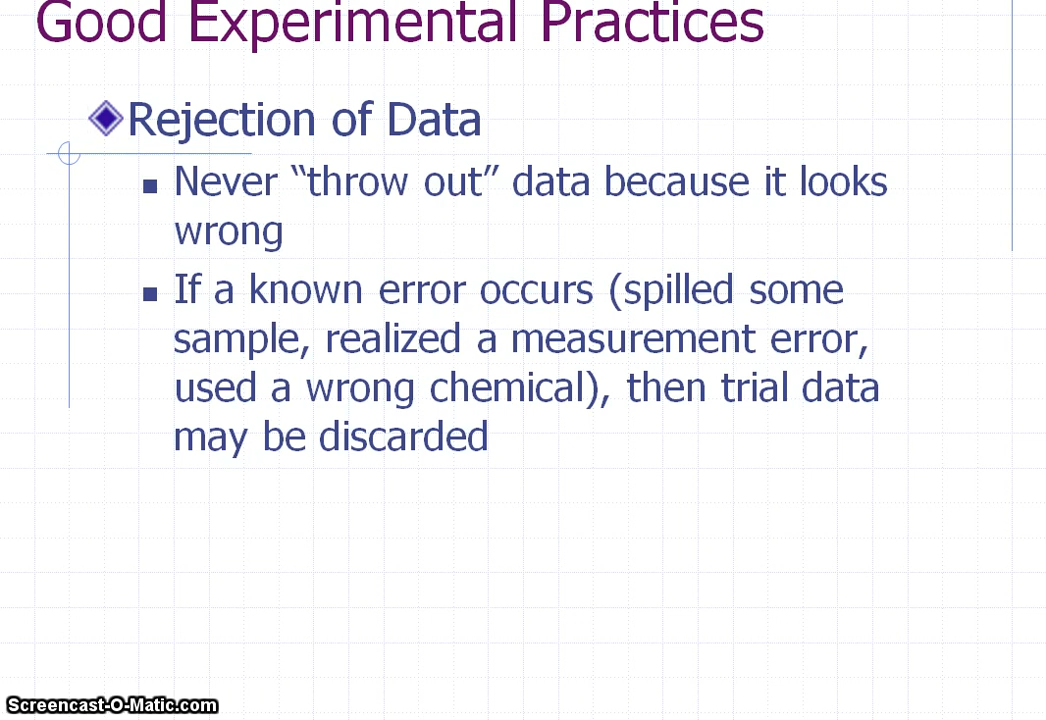 Good Experimental Practices
Rejection of Data
Never “throw out” data because it looks
wrong
If a known error occurs (spilled some
sample, realized a measurement error,
used a wrong chemical), then trial data
may be discarded
Screencast-O-Matic.com